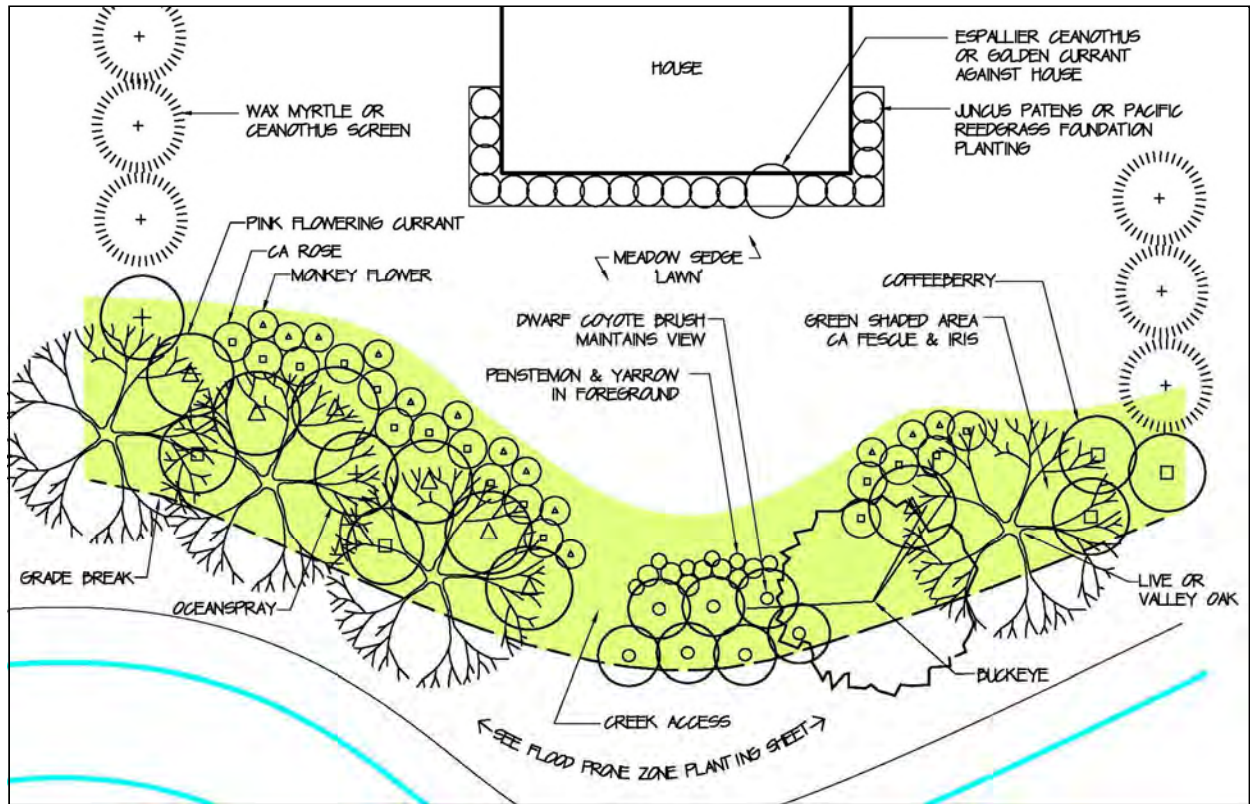 HOUSE
ESPALLIER CEANOTHUS
OR GOLDEN CURRANT
AGAINST HOUSE
WAX MYRTLE OR
CEANOTHUS SCREEN
JUNCUS PATENS OR PACIFIC
REEDGRASS FOUNDATION
PLANTING
PINK FLOWERING CURRANT
CA ROSE
MONKEY FLOWER
MEADOW SEDGE
'LAWN'
COFFEEBERRY
DWARF COYOTE BRUSH
MAINTAINS VIEW
GREEN SHADED AREA
CA FESCUE & IRIS
PENSTEMON & YARROW
IN FOREGROUND
GRADE BREAK
OCEANSPRAY
LIVE OR
VALLEY OAK
BUCKEYE
CREEK ACCESS
SEE FLOOD PRONE ZONE PLANTING SHEET